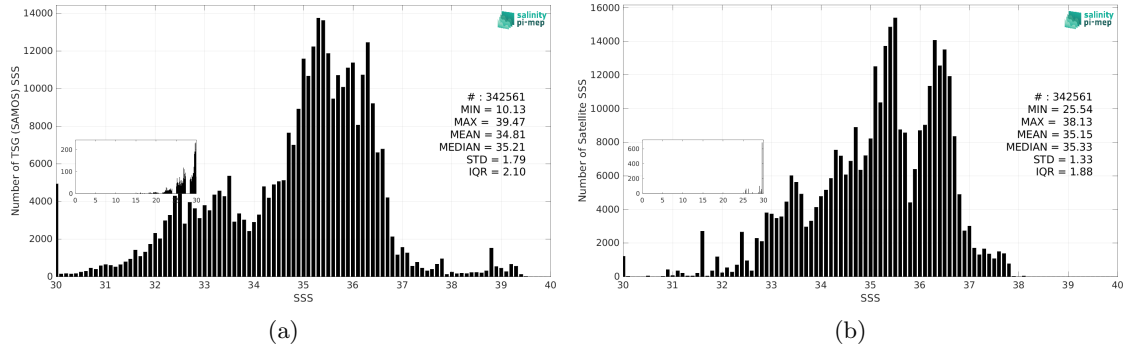 14000
12000
10000
8000
6000
4000
2000
0
Number of TSG (SAMOS) SSS
200
100
0
0 5 10 15 20 25 30
salinity
pi-mep
# : 342561
MIN = 10.13
MAX = 39.47
MEAN = 34.81
MEDIAN = 35.21
STD = 1.79
IQR = 2.10
30 31 32 33 34 35 36 37 38 39 40
SSS
(a)
16000
14000
12000
10000
8000
6000
4000
2000
0
Number of Satellite SSS
600
400
200
0
0 5 10 15 20 25 30
salinity
pi-mep
# : 342561
MIN = 25.54
MAX = 38.13
MEAN = 35.15
MEDIAN = 35.33
STD = 1.33
IQR = 1.88
30 31 32 33 34 35 36 37 38 39 40
SSS
(b)